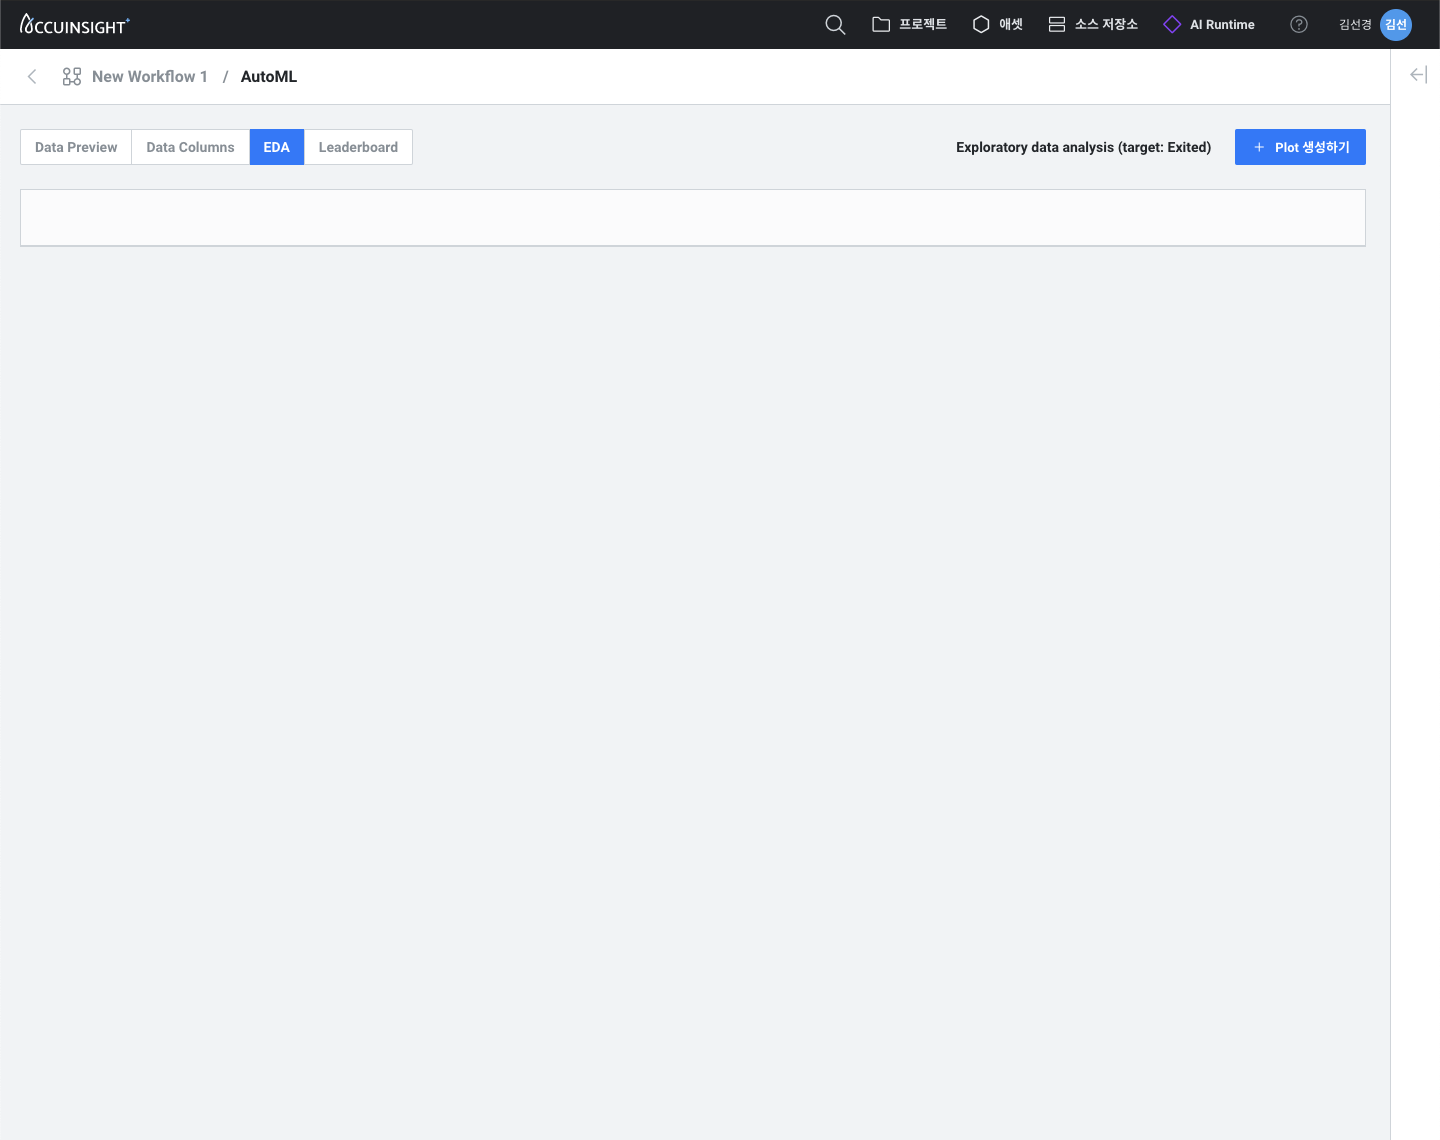 ACCUINSIGHT+
프로젝트
애셋
소스 저장소
AI Runtime
?
김선경
김선
New Workflow 1 / AutoML
Data Preview
Data Columns
EDA
Leaderboard
Exploratory data analysis (target: Exited)
+ Plot 생성하기